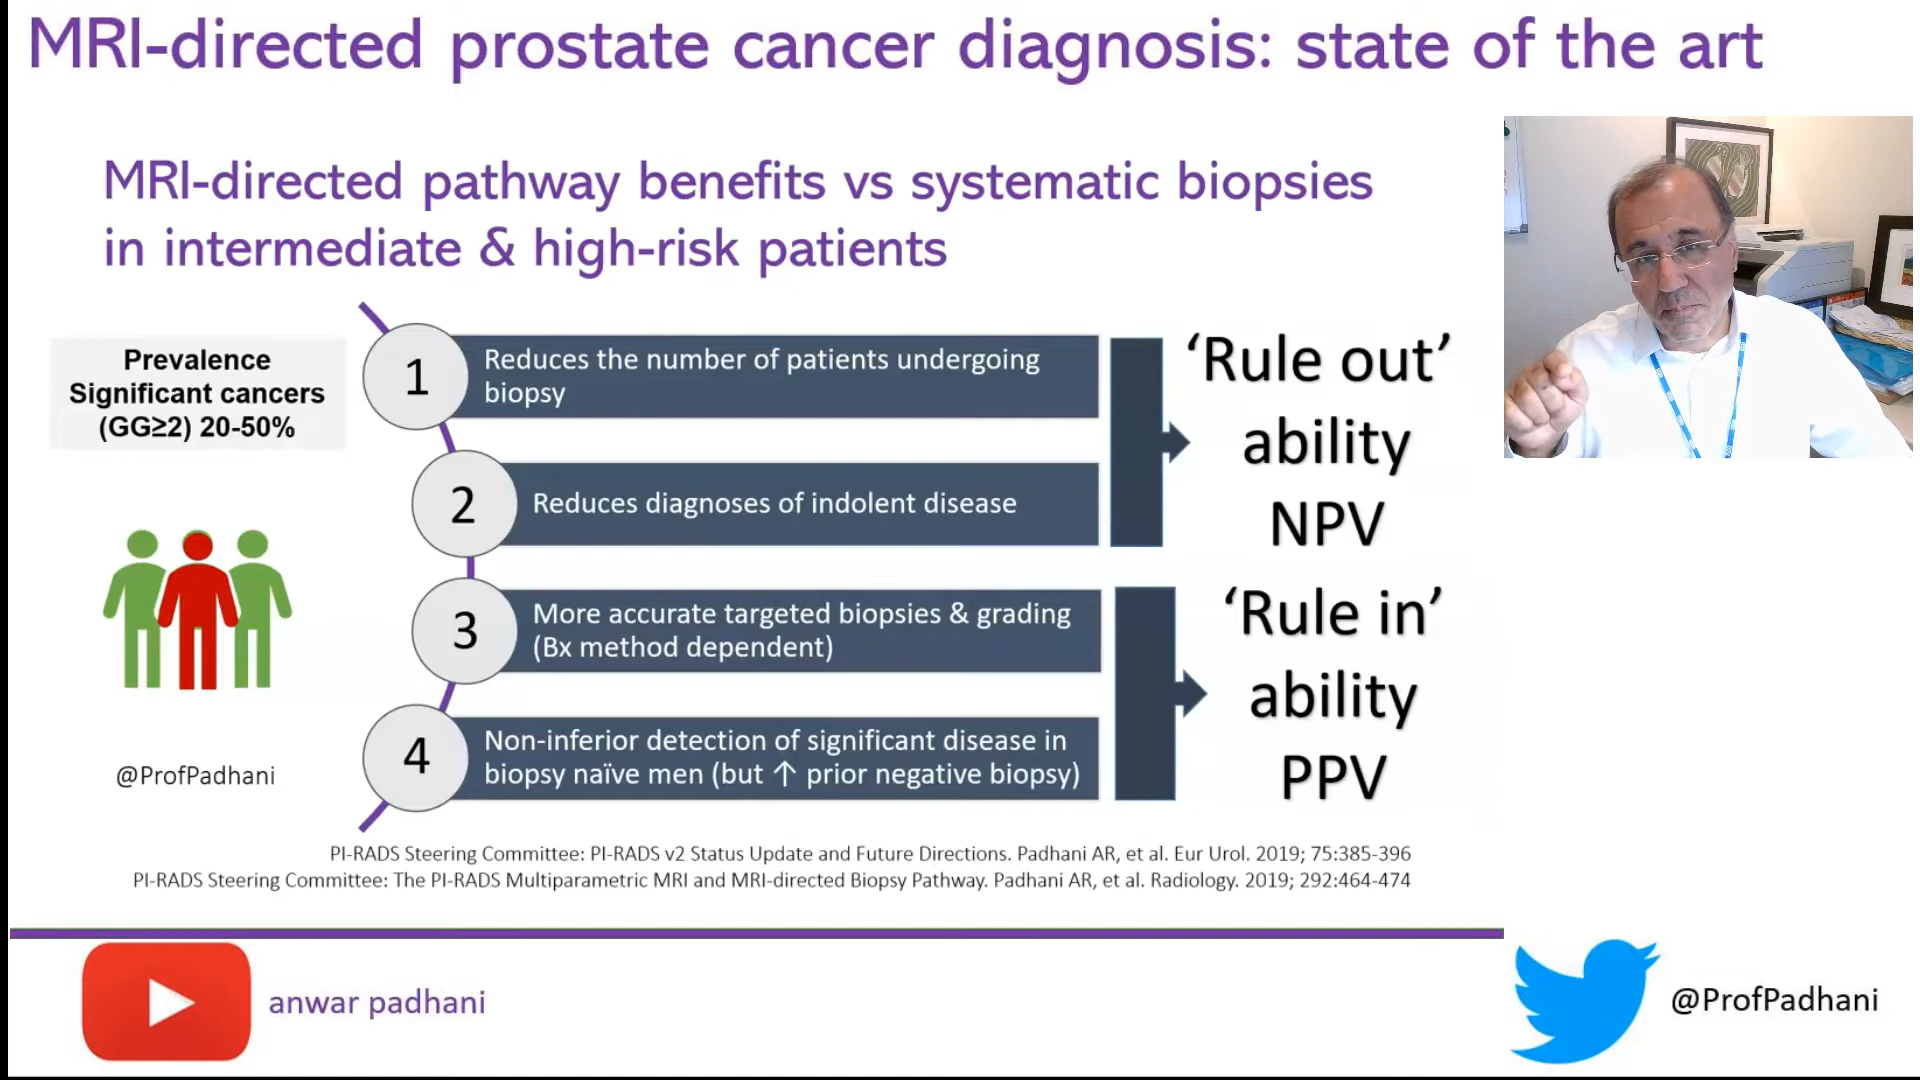 MRI-directed prostate cancer diagnosis: state of the art
MRI-directed pathway benefits vs systematic biopsies
in intermediate & high-risk patients
Prevalence
Significant cancers
(GG≥2) 20-50%
1
Reduces the number of patients undergoing
biopsy
2
Reduces diagnoses of indolent disease
‘Rule out’
ability
NPV
3
More accurate targeted biopsies & grading
(Bx method dependent)
4
Non-inferior detection of significant disease in
biopsy naïve men (but ↑ prior negative biopsy)
‘Rule in’
ability
PPV
@ProfPadhani
PI-RADS Steering Committee: PI-RADS v2 Status Update and Future Directions. Padhani AR, et al. Eur Urol. 2019; 75:385-396
PI-RADS Steering Committee: The PI-RADS Multiparametric MRI and MRI-directed Biopsy Pathway. Padhani AR, et al. Radiology. 2019; 292:464-474
anwar padhani
@ProfPadhani